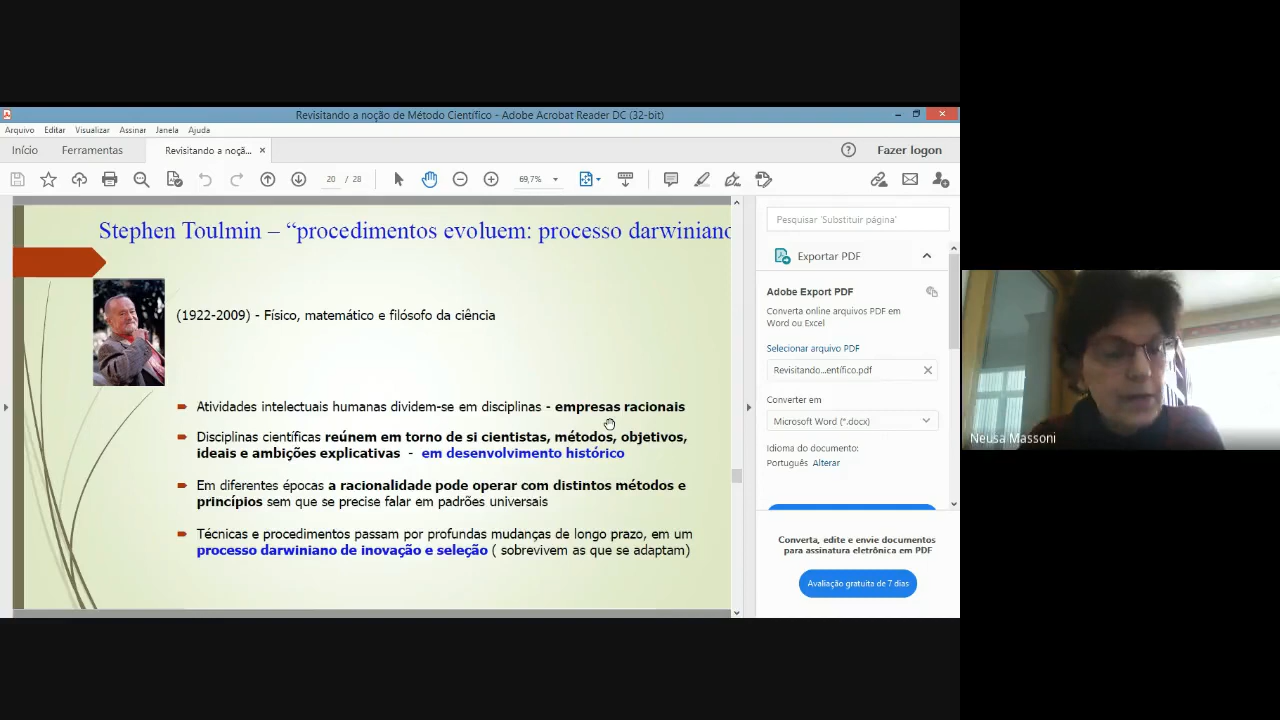 Revisitando a noção de Método Científico - Adobe Acrobat Reader DC (32-bit)
Arquivo Editar Visualizar Assinar Janela Ajuda
Início Ferramentas Revisitando a noçã... × Fazer logon
20 / 28 69,7%
Stephen Toulmin – “procedimentos evoluem: processo darwiniano
(1922-2009) - Físico, matemático e filósofo da ciência
Atividades intelectuais humanas dividem-se em disciplinas - empresas racionais
Disciplinas científicas reúnem em torno de si cientistas, métodos, objetivos,
ideais e ambições explicativas - em desenvolvimento histórico
Em diferentes épocas a racionalidade pode operar com distintos métodos e
princípios sem que se precise falar em padrões universais
Técnicas e procedimentos passam por profundas mudanças de longo prazo, em um
processo darwiniano de inovação e seleção ( sobrevivem as que se adaptam)
Pesquisar 'Substituir página'
Exportar PDF
Adobe Export PDF
Converta online arquivos PDF em
Word ou Excel
Selecionar arquivo PDF
Revisitando...entífico.pdf
Converter em
Microsoft Word (*.docx)
Idioma do documento:
Português Alterar
Converta, edite e envie documentos
para assinatura eletrônica em PDF
Avaliação gratuita de 7 dias
Neusa Massoni